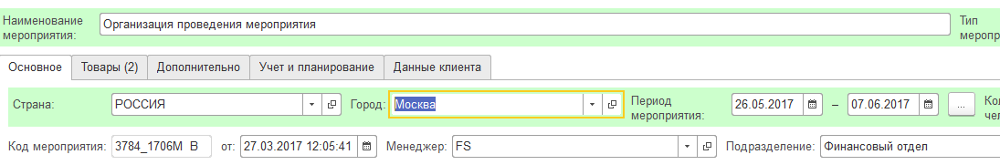 Наименование мероприятия: Организация проведения мероприятия Тип меропр
Основное Товары (2) Дополнительно Учет и планирование Данные клиента
Страна: РОССИЯ Город: Москва Период мероприятия: 26.05.2017 – 07.06.2017 ... Кол чел
Код мероприятия: 3784_1706М В от: 27.03.2017 12:05:41 Менеджер: FS Подразделение: Финансовый отдел